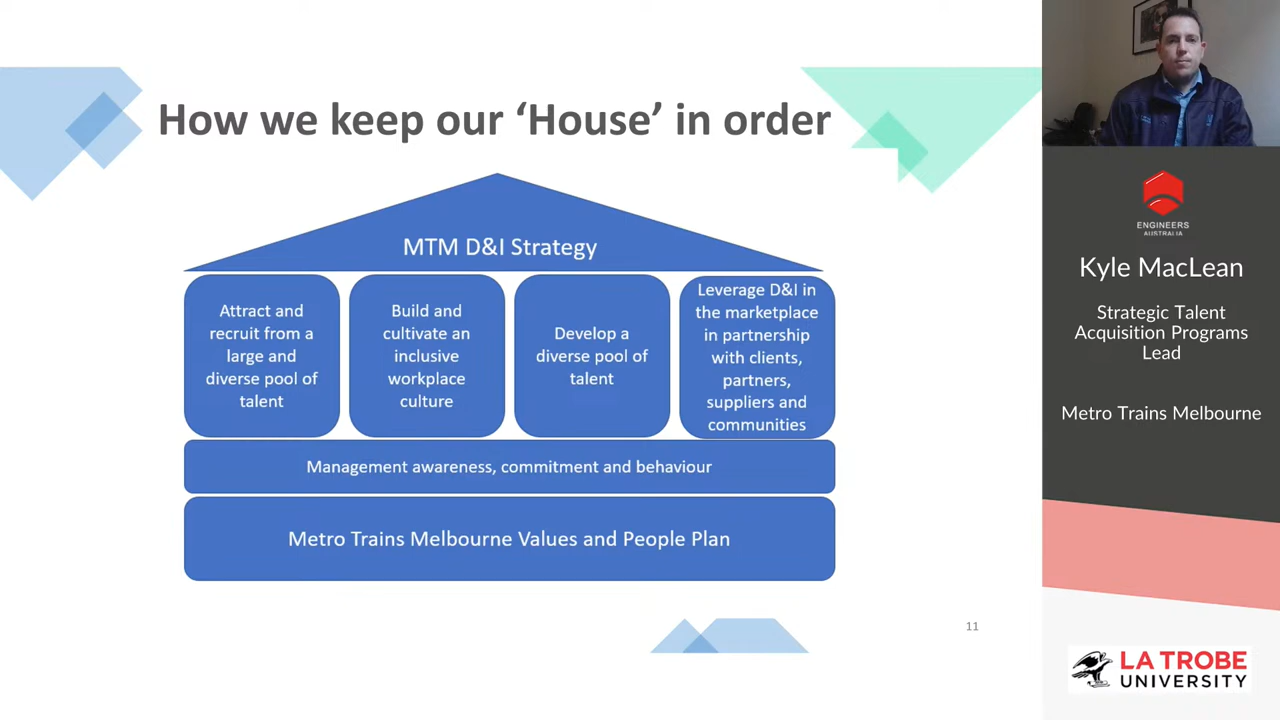 How we keep our ‘House’ in order
MTM D&I Strategy
Attract and
recruit from a
large and
diverse pool of
talent
Build and
cultivate an
inclusive
workplace
culture
Develop a
diverse pool of
talent
Leverage D&I in
the marketplace
in partnership
with clients,
partners,
suppliers and
communities
Management awareness, commitment and behaviour
Metro Trains Melbourne Values and People Plan
11
ENGINEERS
AUSTRALIA
Kyle MacLean
Strategic Talent
Acquisition Programs
Lead
Metro Trains Melbourne
LA TROBE
UNIVERSITY